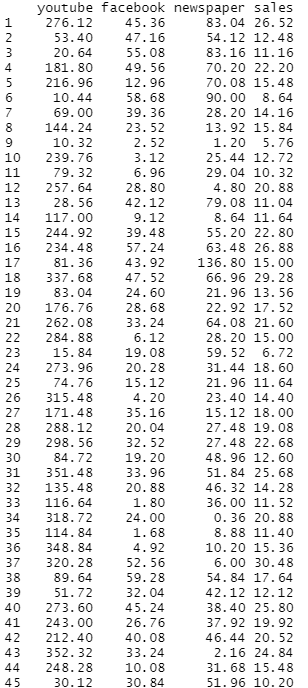 youtube facebook newspaper sales
1 276.12 45.36 83.04 26.52
2 53.40 47.16 54.12 12.48
3 20.64 55.08 83.16 11.16
4 181.80 49.56 70.20 22.20
5 216.96 12.96 70.08 15.48
6 10.44 58.68 90.00 8.64
7 69.00 39.36 28.20 14.16
8 144.24 23.52 13.92 15.84
9 10.32 2.52 1.20 5.76
10 239.76 3.12 25.44 12.72
11 79.32 6.96 29.04 10.32
12 257.64 28.80 4.80 20.88
13 28.56 42.12 79.08 11.04
14 117.00 9.12 8.64 11.64
15 244.92 39.48 55.20 22.80
16 234.48 57.24 63.48 26.88
17 81.36 43.92 136.80 15.00
18 337.68 47.52 66.96 29.28
19 83.04 24.60 21.96 13.56
20 176.76 28.68 22.92 17.52
21 262.08 33.24 64.08 21.60
22 284.88 6.12 28.20 15.00
23 15.84 19.08 59.52 6.72
24 273.96 20.28 31.44 18.60
25 74.76 15.12 21.96 11.64
26 315.48 4.20 23.40 14.40
27 171.48 35.16 15.12 18.00
28 288.12 20.04 27.48 19.08
29 298.56 32.52 27.48 22.68
30 84.72 19.20 48.96 12.60
31 351.48 33.96 51.84 25.68
32 135.48 20.88 46.32 14.28
33 116.64 1.80 36.00 11.52
34 318.72 24.00 0.36 20.88
35 114.84 1.68 8.88 11.40
36 348.84 4.92 10.20 15.36
37 320.28 52.56 6.00 30.48
38 89.64 59.28 54.84 17.64
39 51.72 32.04 42.12 12.12
40 273.60 45.24 38.40 25.80
41 243.00 26.76 37.92 19.92
42 212.40 40.08 46.44 20.52
43 352.32 33.24 2.16 24.84
44 248.28 10.08 31.68 15.48
45 30.12 30.84 51.96 10.20